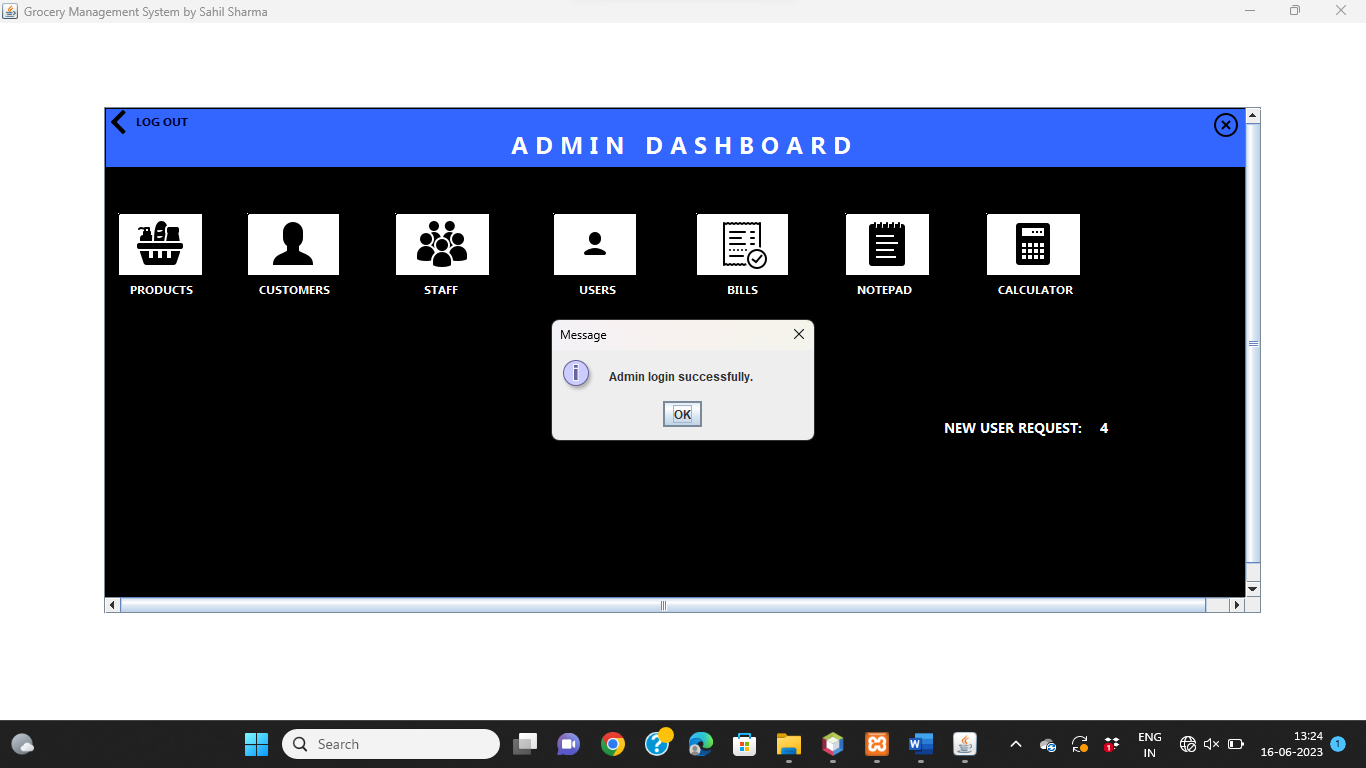 Grocery Management System by Sahil Sharma
LOG OUT
ADMIN DASHBOARD
PRODUCTS
CUSTOMERS
STAFF
USERS
BILLS
NOTEPAD
CALCULATOR
Message
Admin login successfully.
OK
NEW USER REQUEST: 4
Search
ENG
IN
13:24
16-06-2023
1
1